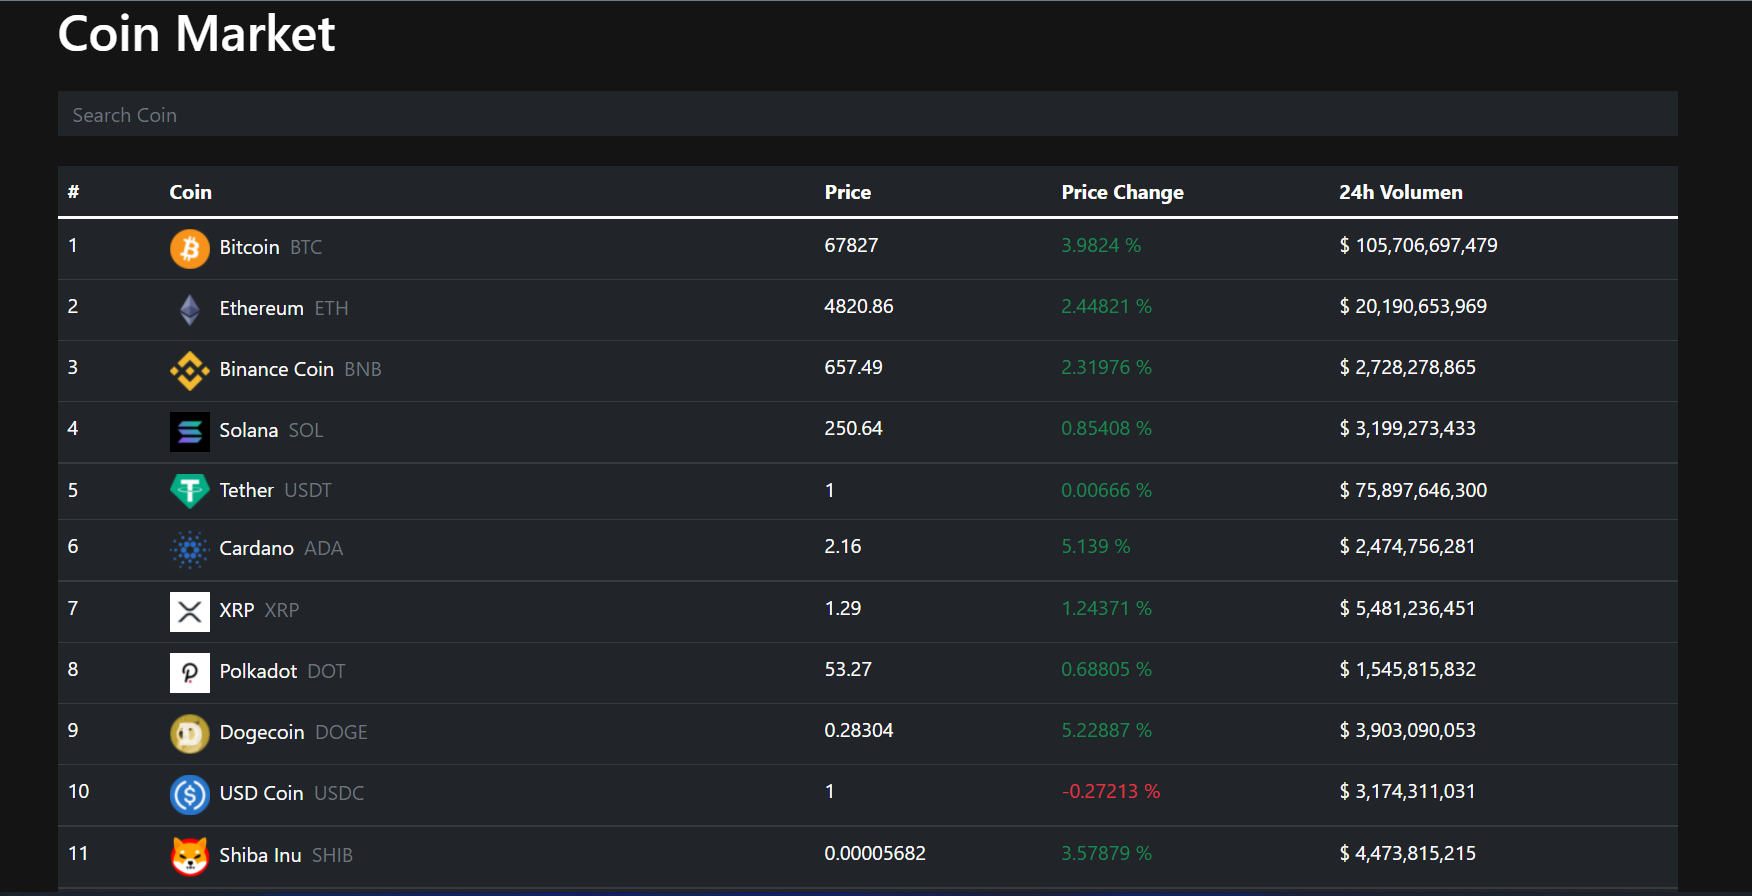 Coin Market
Search Coin
# Coin Price Price Change 24h Volumen
1 Bitcoin BTC 67827 3.9824 % $ 105,706,697,479
2 Ethereum ETH 4820.86 2.44821 % $ 20,190,653,969
3 Binance Coin BNB 657.49 2.31976 % $ 2,728,278,865
4 Solana SOL 250.64 0.85408 % $ 3,199,273,433
5 Tether USDT 1 0.00666 % $ 75,897,646,300
6 Cardano ADA 2.16 5.139 % $ 2,474,756,281
7 XRP XRP 1.29 1.24371 % $ 5,481,236,451
8 Polkadot DOT 53.27 0.68805 % $ 1,545,815,832
9 Dogecoin DOGE 0.28304 5.22887 % $ 3,903,090,053
10 USD Coin USDC 1 -0.27213 % $ 3,174,311,031
11 Shiba Inu SHIB 0.00005682 3.57879 % $ 4,473,815,215